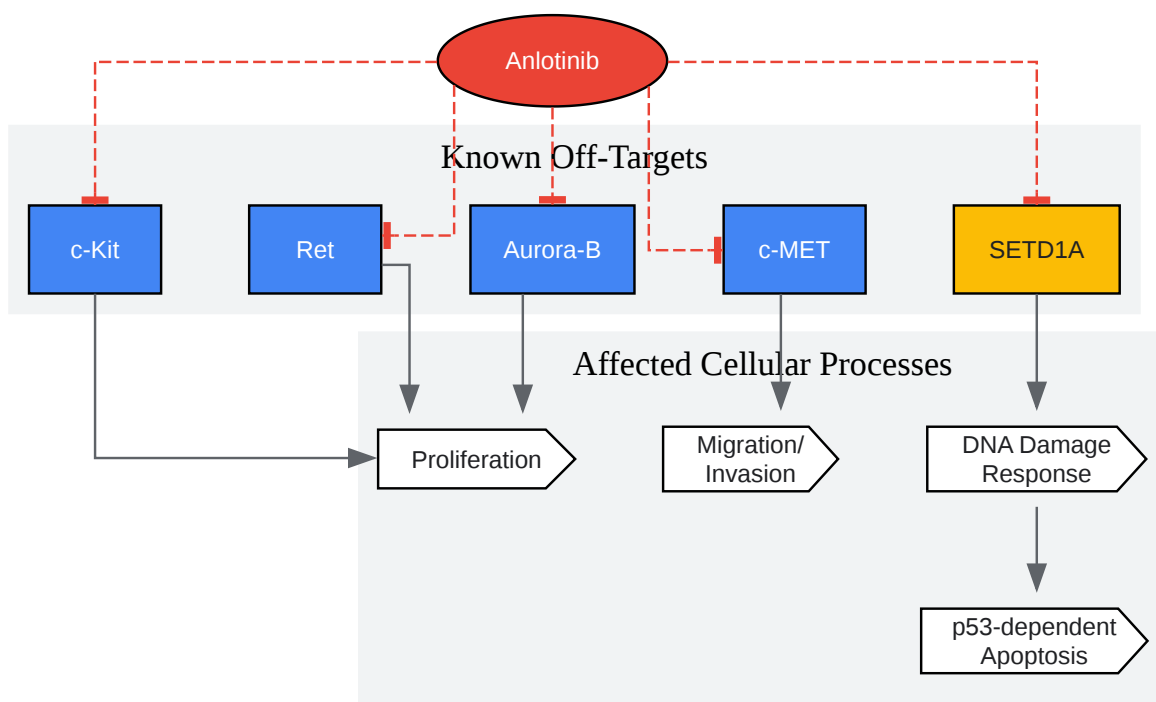 Anlotinib
Known Off-Targets
c-Kit
Ret
Aurora-B
c-MET
SETD1A
Affected Cellular Processes
Proliferation
Migration/
Invasion
DNA Damage
Response
p53-dependent
Apoptosis